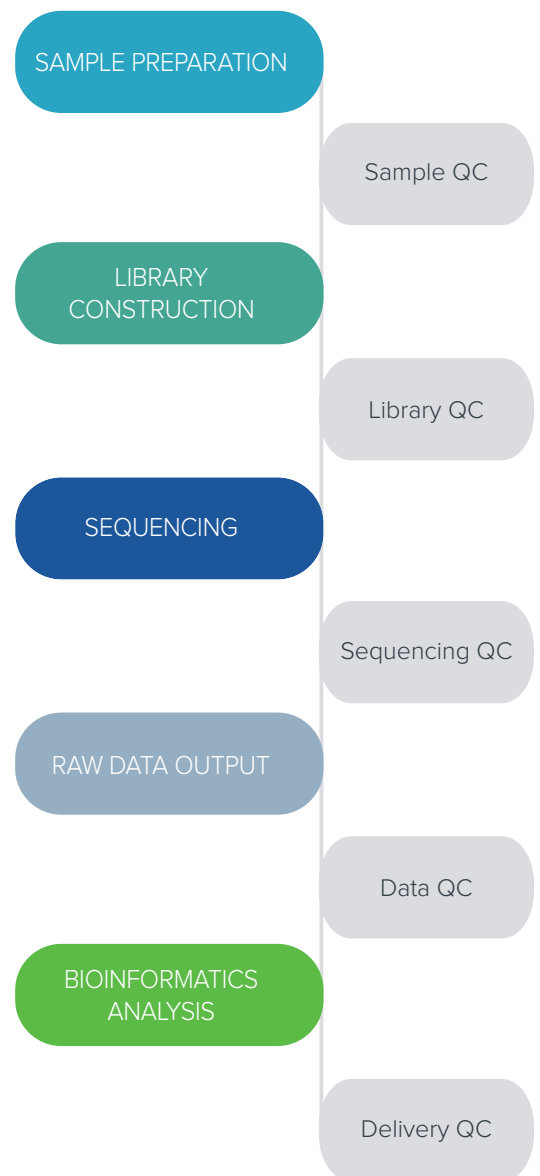 SAMPLE PREPARATION
Sample QC
LIBRARY
CONSTRUCTION
Library QC
SEQUENCING
Sequencing QC
RAW DATA OUTPUT
Data QC
BIOINFORMATICS
ANALYSIS
Delivery QC